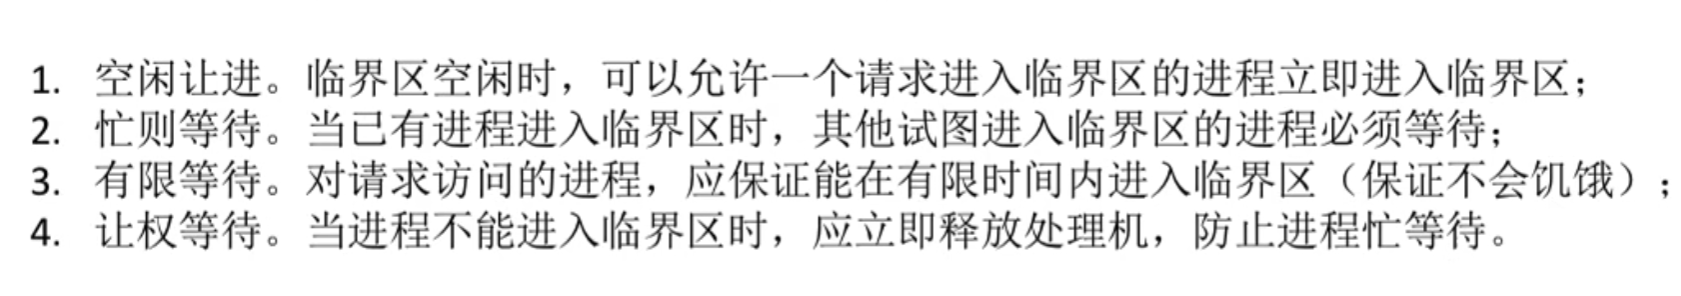 1. 空闲让进。临界区空闲时，可以允许一个请求进入临界区的进程立即进入临界区；
2. 忙则等待。当已有进程进入临界区时，其他试图进入临界区的进程必须等待；
3. 有限等待。对请求访问的进程，应保证能在有限时间内进入临界区（保证不会饥饿）；
4. 让权等待。当进程不能进入临界区时，应立即释放处理机，防止进程忙等待。